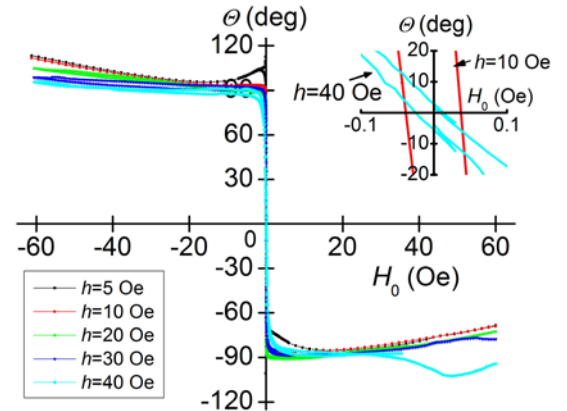 Θ (deg)
120
60
30
0
-30
-60
-90
-120
-60 -40 -20 20 40 60
H₀ (Oe)
h=5 Oe
h=10 Oe
h=20 Oe
h=30 Oe
h=40 Oe
Θ (deg)
20
10
h=10 Oe
h=40 Oe
H₀ (Oe)
-0.1 0.1
-10
-20